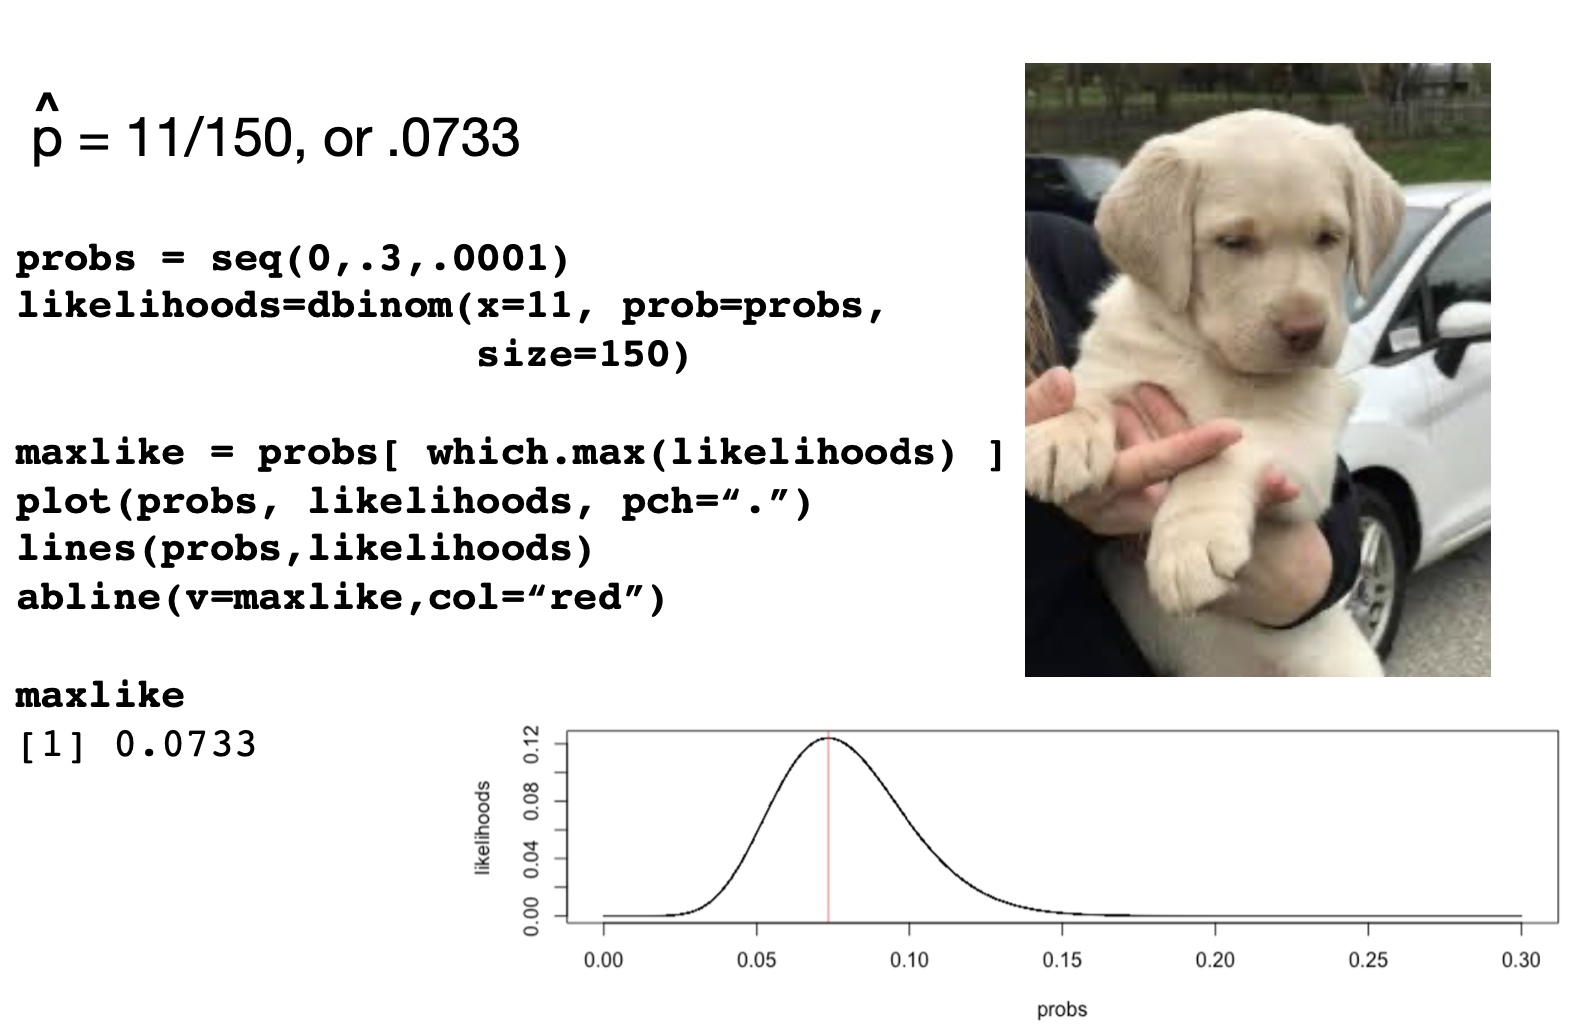 p̂ = 11/150, or .0733
probs = seq(0,.3,.0001)
likelihoods=dbinom(x=11, prob=probs,
size=150)
maxlike = probs[ which.max(likelihoods) ]
plot(probs, likelihoods, pch=“.”)
lines(probs,likelihoods)
abline(v=maxlike,col=“red”)
maxlike
[1] 0.0733
likelihoods
0.00 0.04 0.08 0.12
0.00 0.05 0.10 0.15 0.20 0.25 0.30
probs